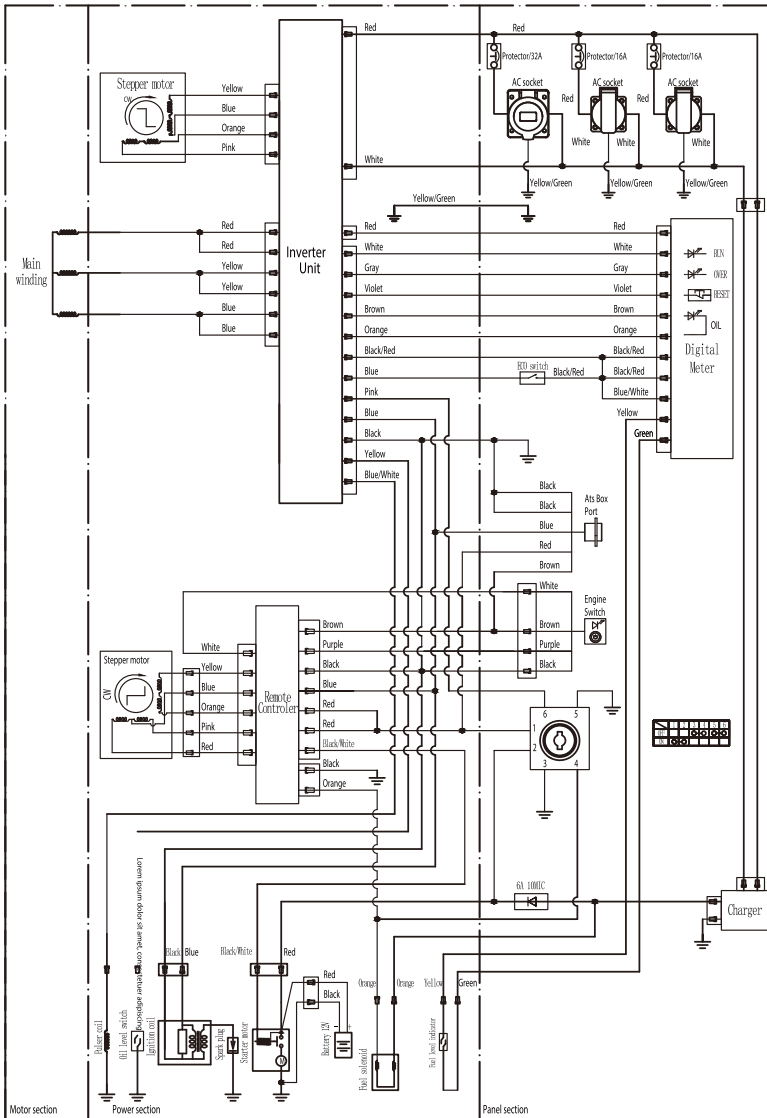 Red
Red
Protector/32A
Protector/16A
Protector/16A
Stepper motor
CW
Yellow
Blue
Orange
Pink
AC socket
AC socket
AC socket
Red
Red
White
White
White
White
Yellow/Green
Yellow/Green
Yellow/Green
Yellow/Green
Main
winding
Red
Red
Yellow
Yellow
Blue
Blue
Inverter
Unit
Red
White
Gray
Violet
Brown
Orange
Black/Red
Blue
Pink
Blue
Black
Yellow
Blue/White
ECO switch
Black/Red
Red
White
Gray
Violet
Brown
Orange
Black/Red
Black/Red
Blue/White
Yellow
Green
RUN
OVER
RESET
OIL
Digital
Meter
Black
Black
Blue
Red
Brown
Ats Box
Port
White
Brown
Purple
Black
Engine
Switch
Stepper motor
CW
White
Yellow
Blue
Orange
Pink
Red
Remote
Controler
Brown
Purple
Black
Blue
Red
Red
Black/White
Black
Orange
6
5
1
2
3
4
6A 10MIC
Charger
Lorem ipsum dolor sit amet, consectetuer adipiscing
Black
Blue
Black/White
Red
Red
Black
Orange
Orange
Yellow
Green
Pulser coil
Oil level switch
Ignition coil
Spark plug
Starter motor
M
Battery 12V
- +
Fuel solenoid
Fuel level indicator
Motor section
Power section
Panel section